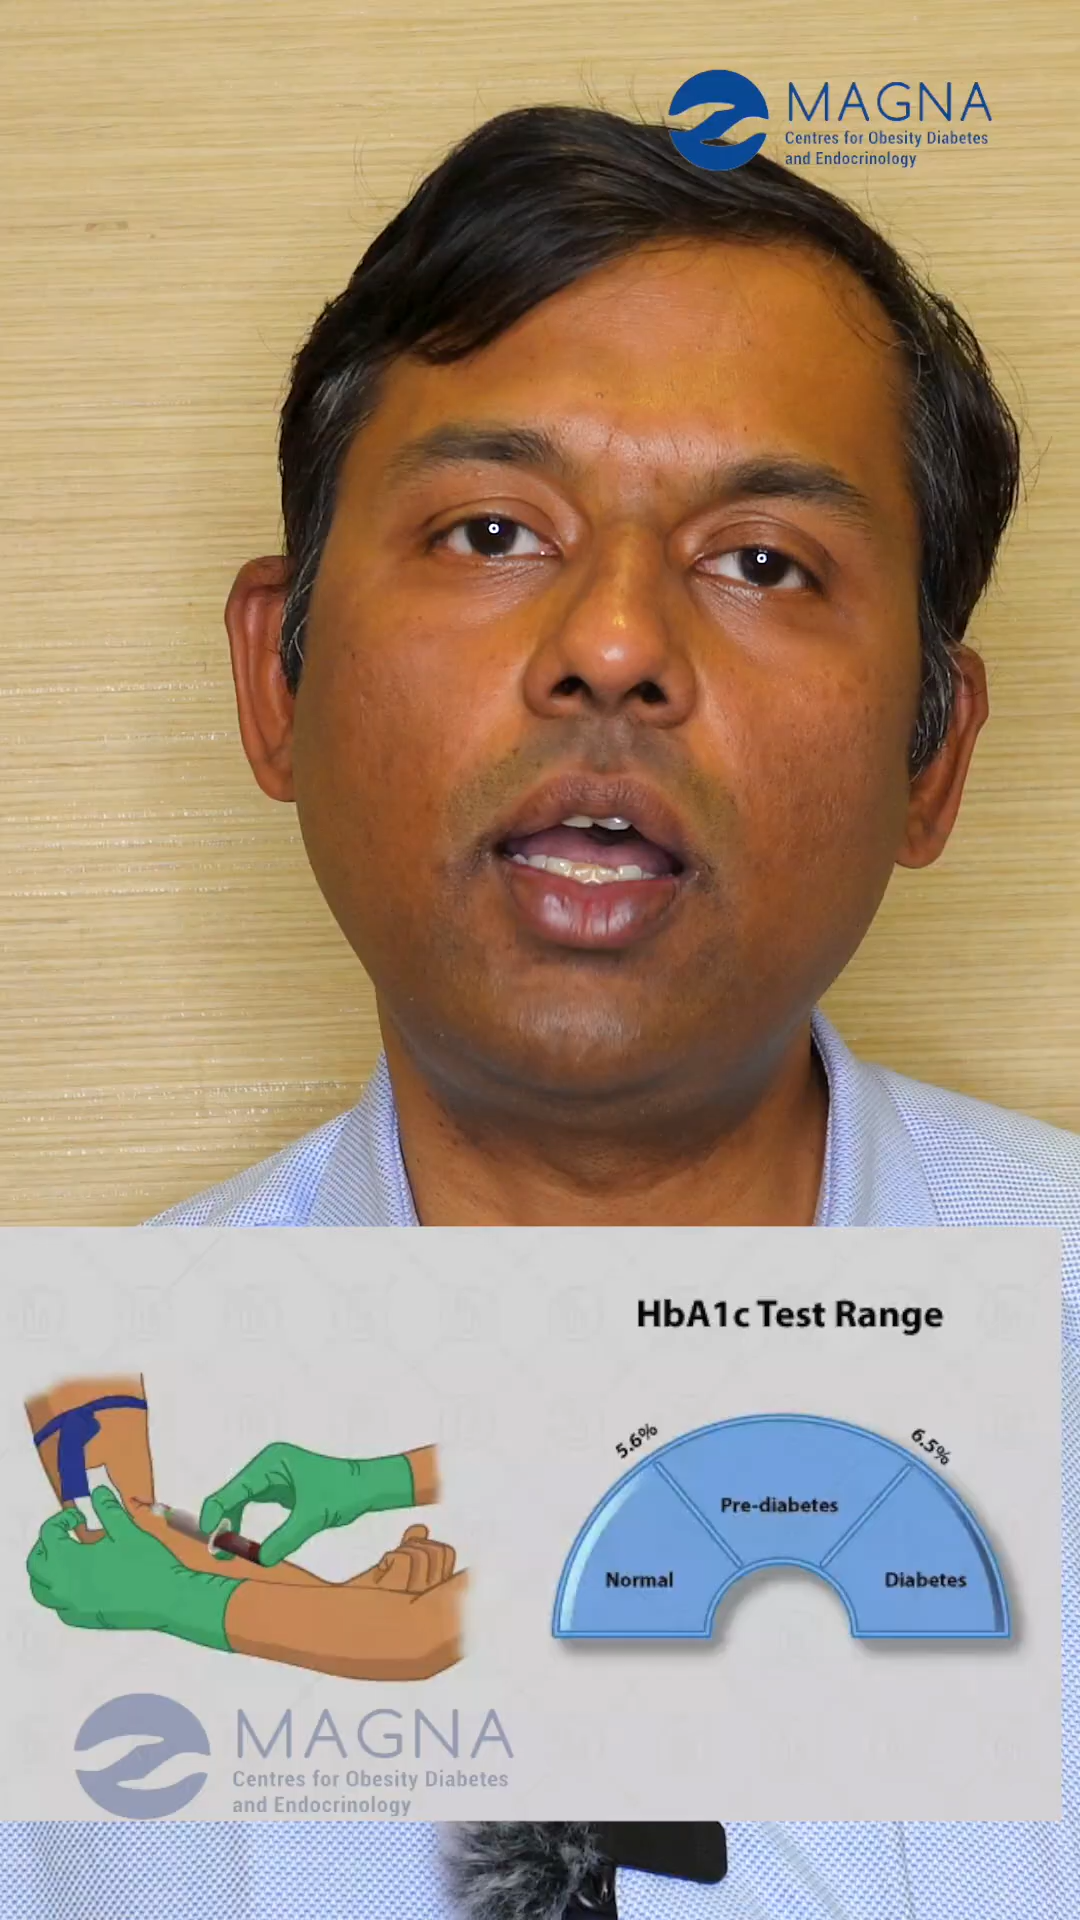 MAGNA
Centres for Obesity Diabetes
and Endocrinology
HbA1c Test Range
5.6%
6.5%
Pre-diabetes
Normal
Diabetes
MAGNA
Centres for Obesity Diabetes
and Endocrinology